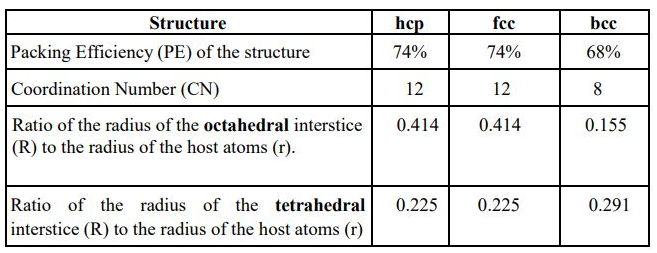 Structure hcp fcc bcc
Packing Efficiency (PE) of the structure 74% 74% 68%
Coordination Number (CN) 12 12 8
Ratio of the radius of the octahedral interstice 0.414 0.414 0.155
(R) to the radius of the host atoms (r).
Ratio of the radius of the tetrahedral 0.225 0.225 0.291
interstice (R) to the radius of the host atoms (r)